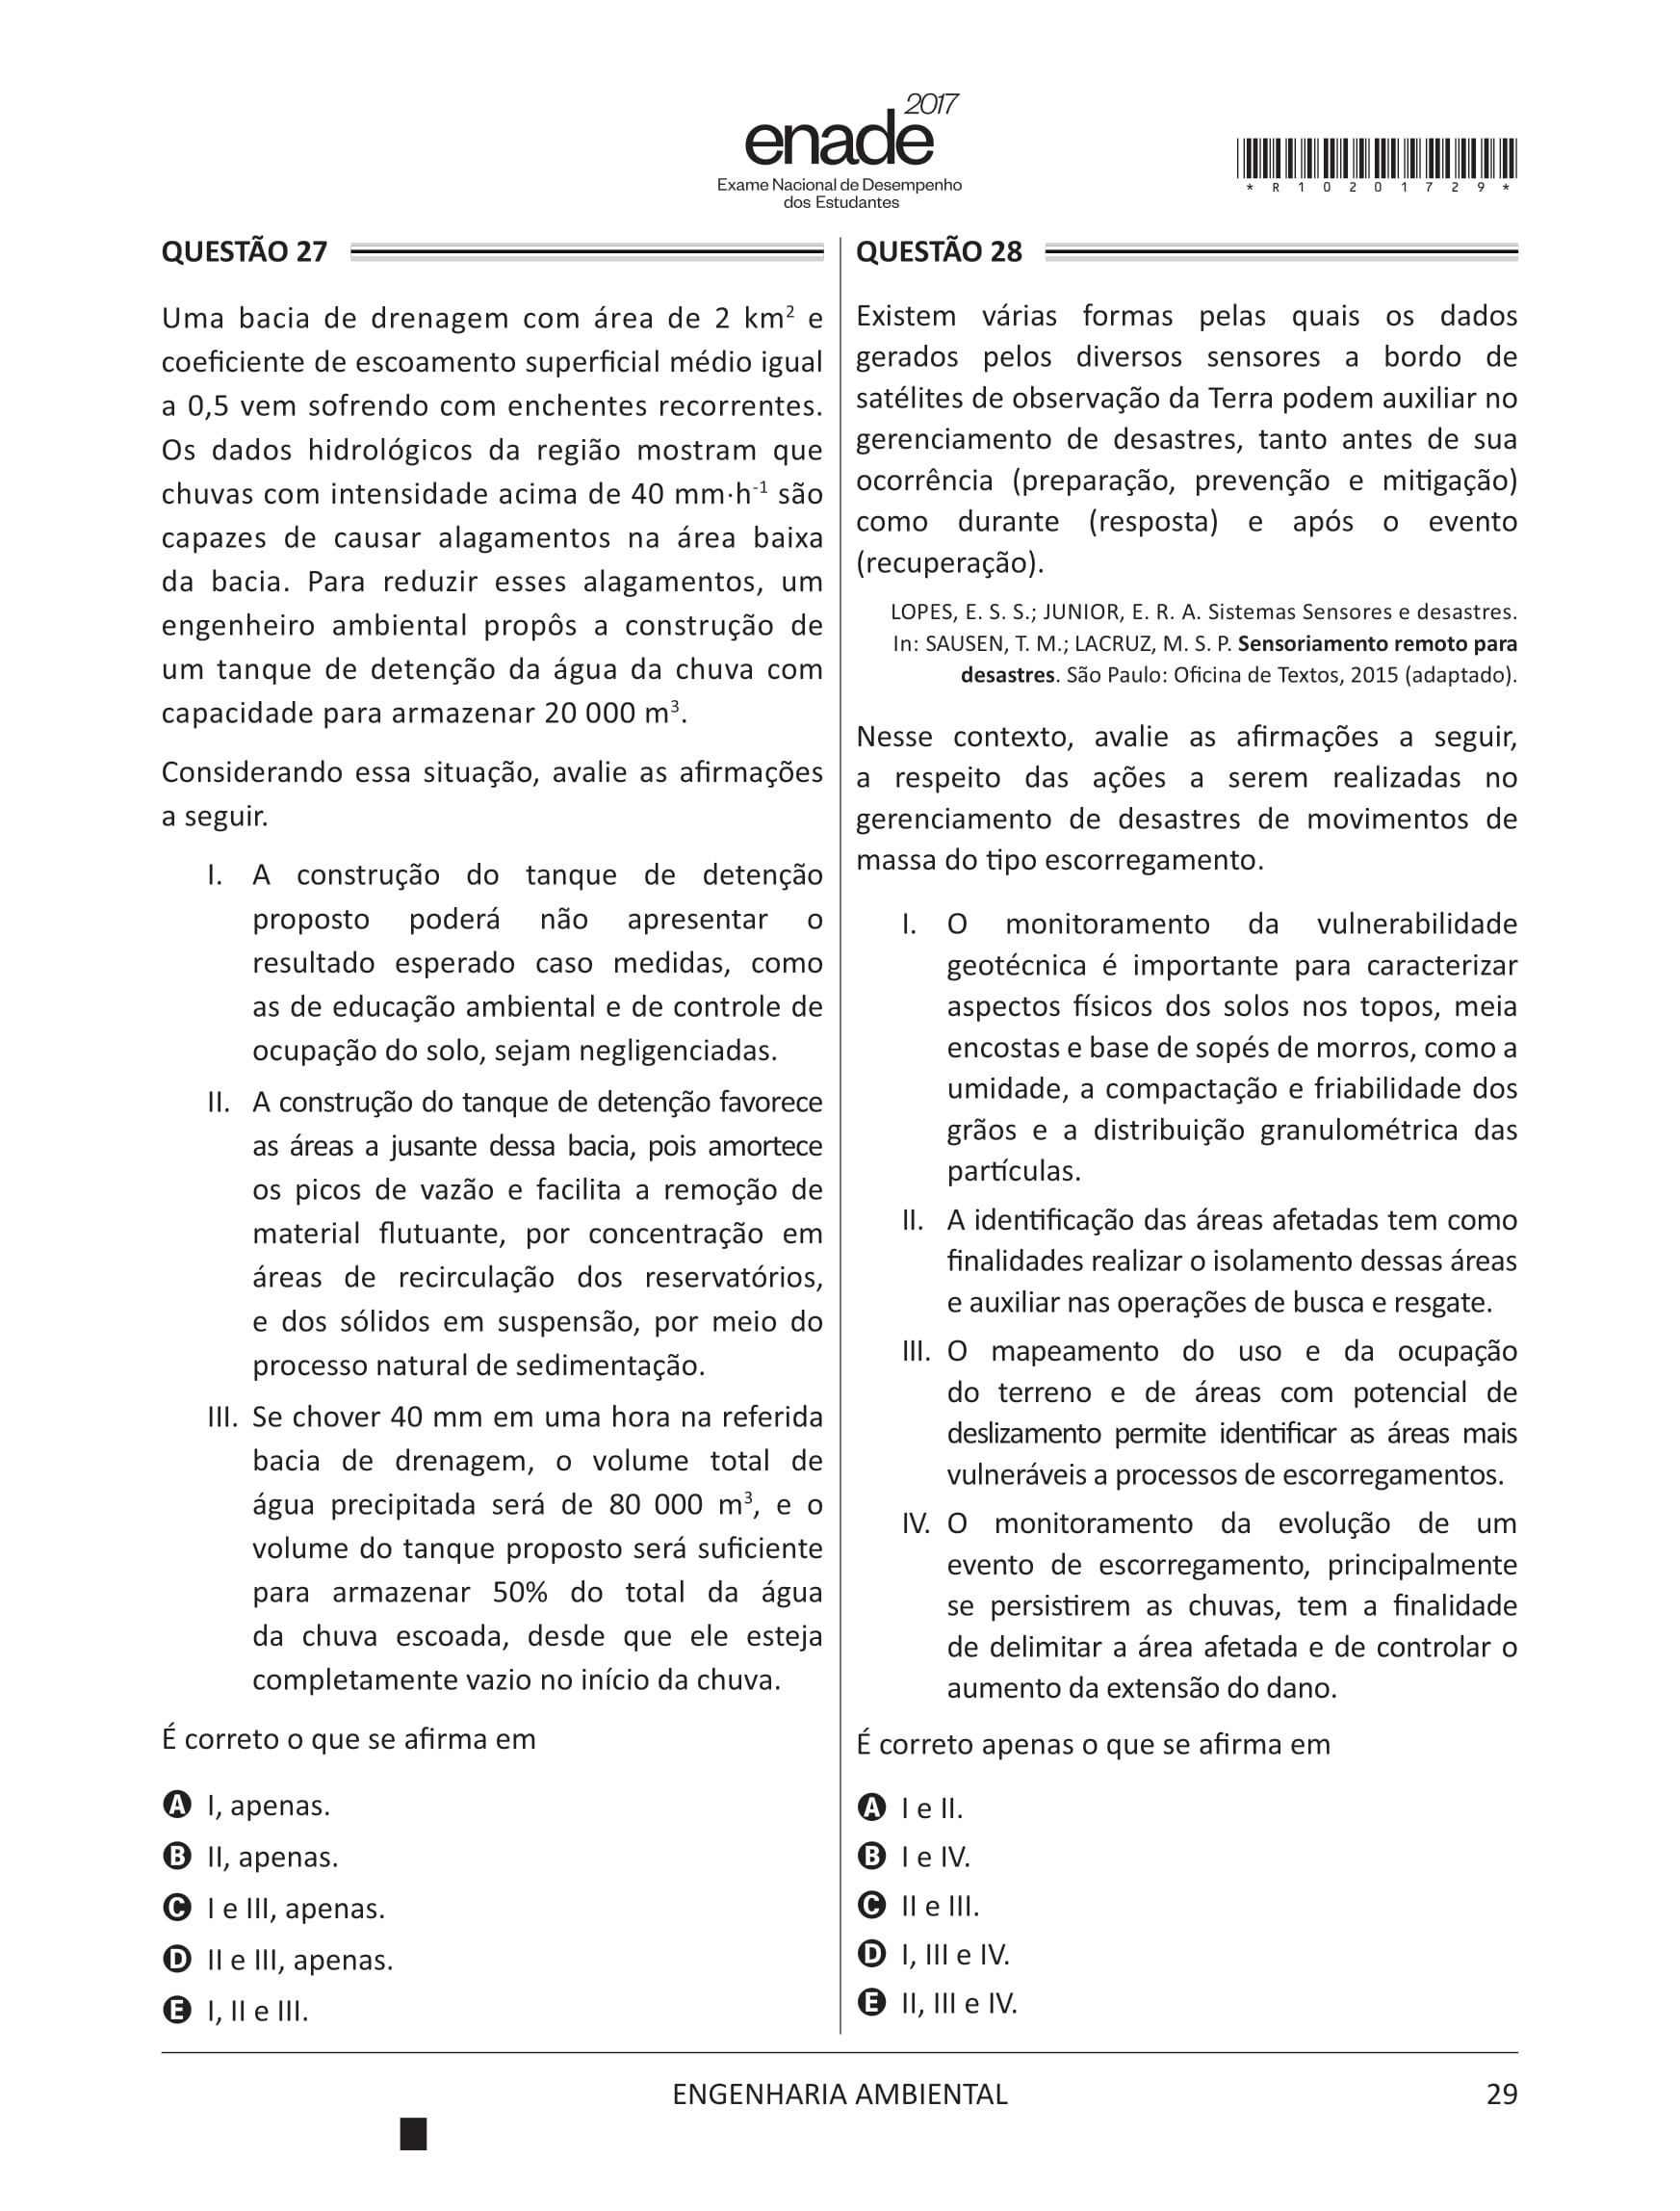 enade 2017
Exame Nacional de Desempenho
dos Estudantes
*R10201729*
QUESTÃO 27
Uma bacia de drenagem com área de 2 km² e
coeficiente de escoamento superficial médio igual
a 0,5 vem sofrendo com enchentes recorrentes.
Os dados hidrológicos da região mostram que
chuvas com intensidade acima de 40 mm·h⁻¹ são
capazes de causar alagamentos na área baixa
da bacia. Para reduzir esses alagamentos, um
engenheiro ambiental propôs a construção de
um tanque de detenção da água da chuva com
capacidade para armazenar 20 000 m³.
Considerando essa situação, avalie as afirmações
a seguir.
I. A construção do tanque de detenção
proposto poderá não apresentar o
resultado esperado caso medidas, como
as de educação ambiental e de controle de
ocupação do solo, sejam negligenciadas.
II. A construção do tanque de detenção favorece
as áreas a jusante dessa bacia, pois amortece
os picos de vazão e facilita a remoção de
material flutuante, por concentração em
áreas de recirculação dos reservatórios,
e dos sólidos em suspensão, por meio do
processo natural de sedimentação.
III. Se chover 40 mm em uma hora na referida
bacia de drenagem, o volume total de
água precipitada será de 80 000 m³, e o
volume do tanque proposto será suficiente
para armazenar 50% do total da água
da chuva escoada, desde que ele esteja
completamente vazio no início da chuva.
É correto o que se afirma em
A I, apenas.
B II, apenas.
C I e III, apenas.
D II e III, apenas.
E I, II e III.
QUESTÃO 28
Existem várias formas pelas quais os dados
gerados pelos diversos sensores a bordo de
satélites de observação da Terra podem auxiliar no
gerenciamento de desastres, tanto antes de sua
ocorrência (preparação, prevenção e mitigação)
como durante (resposta) e após o evento
(recuperação).
LOPES, E. S. S.; JUNIOR, E. R. A. Sistemas Sensores e desastres.
In: SAUSEN, T. M.; LACRUZ, M. S. P. Sensoriamento remoto para
desastres. São Paulo: Oficina de Textos, 2015 (adaptado).
Nesse contexto, avalie as afirmações a seguir,
a respeito das ações a serem realizadas no
gerenciamento de desastres de movimentos de
massa do tipo escorregamento.
I. O monitoramento da vulnerabilidade
geotécnica é importante para caracterizar
aspectos físicos dos solos nos topos, meia
encostas e base de sopés de morros, como a
umidade, a compactação e friabilidade dos
grãos e a distribuição granulométrica das
partículas.
II. A identificação das áreas afetadas tem como
finalidades realizar o isolamento dessas áreas
e auxiliar nas operações de busca e resgate.
III. O mapeamento do uso e da ocupação
do terreno e de áreas com potencial de
deslizamento permite identificar as áreas mais
vulneráveis a processos de escorregamentos.
IV. O monitoramento da evolução de um
evento de escorregamento, principalmente
se persistirem as chuvas, tem a finalidade
de delimitar a área afetada e de controlar o
aumento da extensão do dano.
É correto apenas o que se afirma em
A I e II.
B I e IV.
C II e III.
D I, III e IV.
E II, III e IV.
ENGENHARIA AMBIENTAL
29